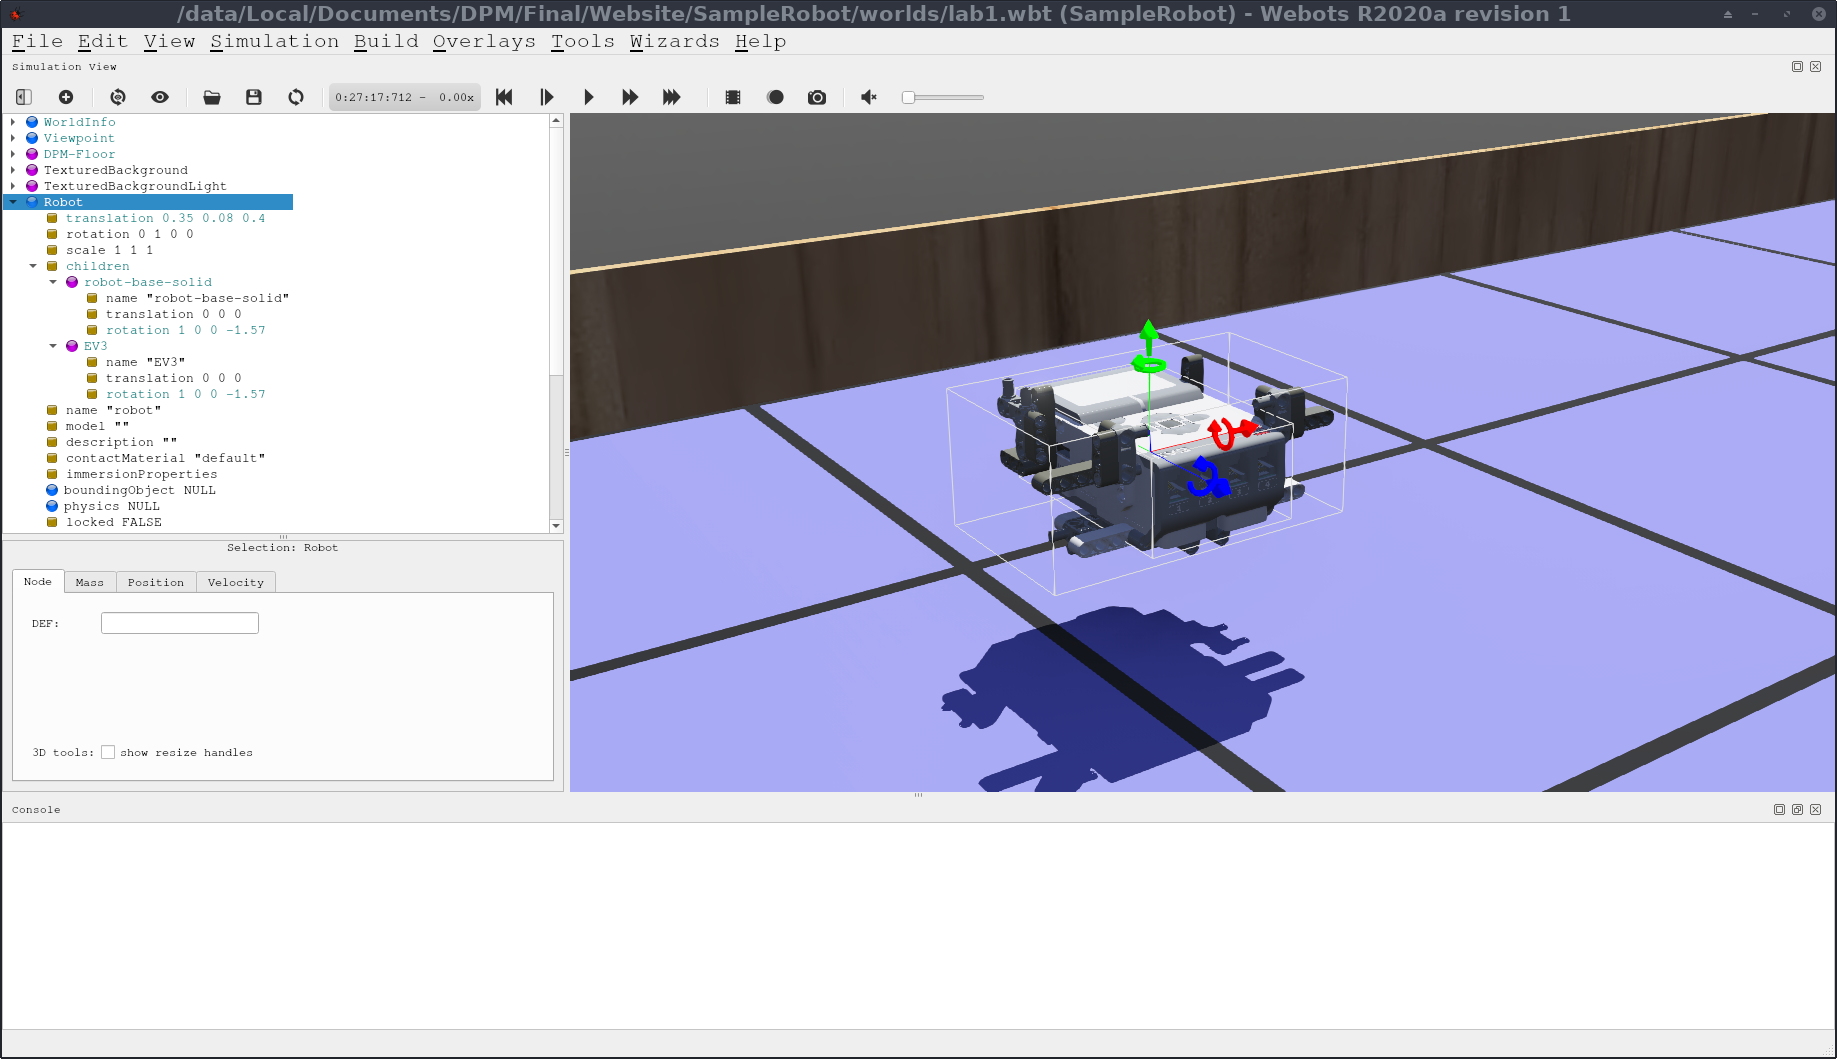 /data/Local/Documents/DPM/Final/Website/SampleRobot/worlds/lab1.wbt (SampleRobot) - Webots R2020a revision 1
File Edit View Simulation Build Overlays Tools Wizards Help
Simulation View
0:27:17:712 - 0.00x
WorldInfo
Viewpoint
DPM-Floor
TexturedBackground
TexturedBackgroundLight
Robot
translation 0.35 0.08 0.4
rotation 0 1 0 0
scale 1 1 1
children
robot-base-solid
name "robot-base-solid"
translation 0 0 0
rotation 1 0 0 -1.57
EV3
name "EV3"
translation 0 0 0
rotation 1 0 0 -1.57
name "robot"
model ""
description ""
contactMaterial "default"
immersionProperties
boundingObject NULL
physics NULL
locked FALSE
Selection: Robot
Node Mass Position Velocity
DEF:
3D tools: show resize handles
Console